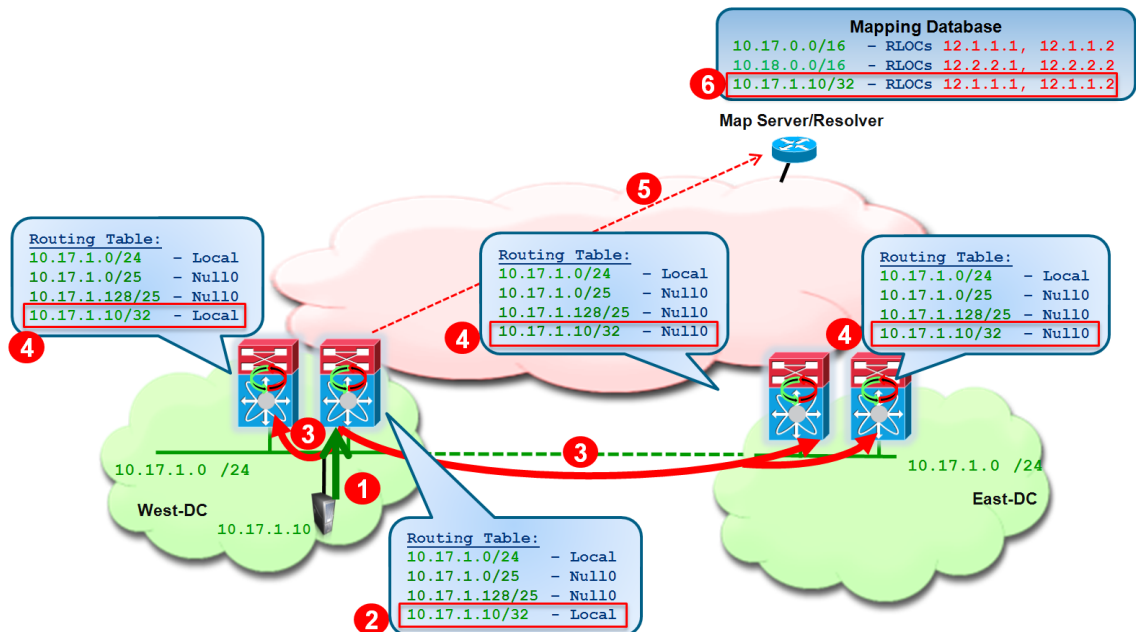 Mapping Database
10.17.0.0/16 – RLOCs 12.1.1.1, 12.1.1.2
10.18.0.0/16 – RLOCs 12.2.2.1, 12.2.2.2
10.17.1.10/32 – RLOCs 12.1.1.1, 12.1.1.2
6
Map Server/Resolver
5
Routing Table:
10.17.1.0/24 – Local
10.17.1.0/25 – Null0
10.17.1.128/25 – Null0
10.17.1.10/32 – Local
4
Routing Table:
10.17.1.0/24 – Local
10.17.1.0/25 – Null0
10.17.1.128/25 – Null0
10.17.1.10/32 – Null0
4
Routing Table:
10.17.1.0/24 – Local
10.17.1.0/25 – Null0
10.17.1.128/25 – Null0
10.17.1.10/32 – Null0
4
3
3
10.17.1.0 /24
10.17.1.0 /24
1
West-DC
East-DC
10.17.1.10
Routing Table:
10.17.1.0/24 – Local
10.17.1.0/25 – Null0
10.17.1.128/25 – Null0
10.17.1.10/32 – Local
2